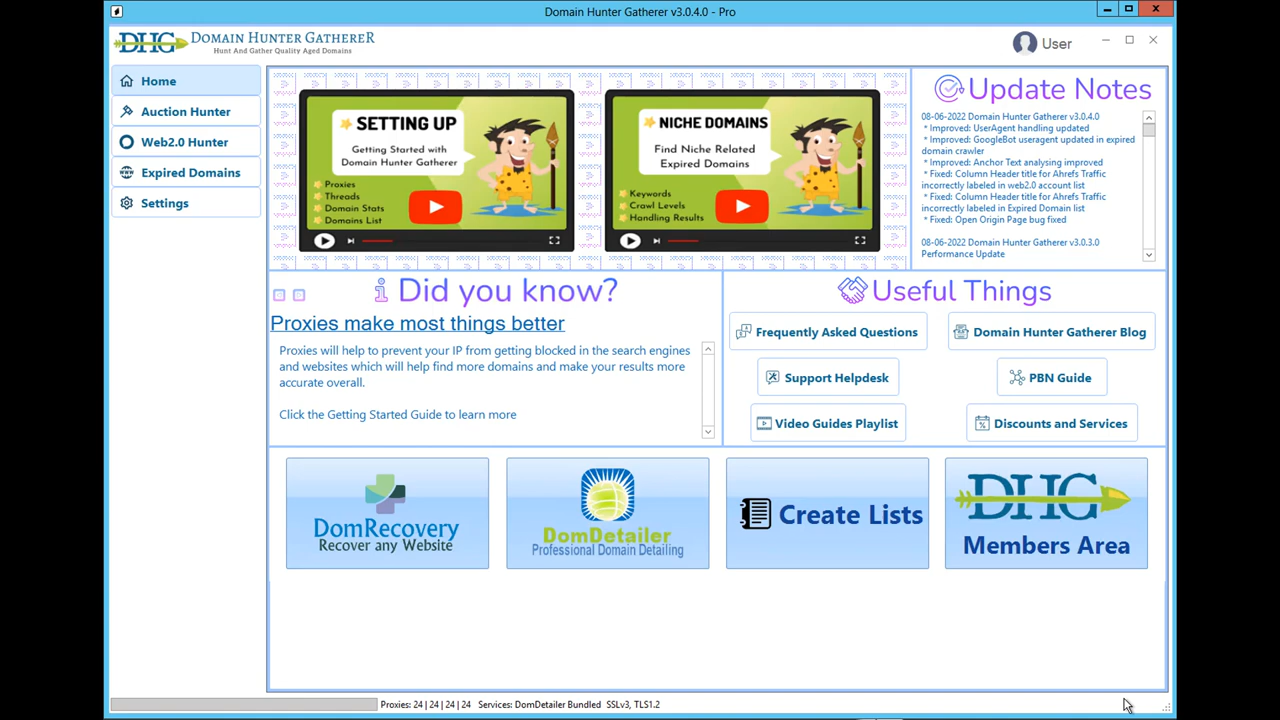 Domain Hunter Gatherer v3.0.4.0 - Pro
DHG
DOMAIN HUNTER GATHERER
Hunt And Gather Quality Aged Domains
User
Home
Auction Hunter
Web2.0 Hunter
Expired Domains
Settings
SETTING UP
Getting Started with
Domain Hunter Gatherer
Proxies
Threads
Domain Stats
Domains List
NICHE DOMAINS
Find Niche Related
Expired Domains
Keywords
Crawl Levels
Handling Results
Update Notes
08-06-2022 Domain Hunter Gatherer v3.0.4.0
* Improved: UserAgent handling updated
* Improved: GoogleBot useragent updated in expired
domain crawler
* Improved: Anchor Text analysing improved
* Fixed: Column Header title for Ahrefs Traffic
incorrectly labeled in web2.0 account list
* Fixed: Column Header title for Ahrefs Traffic
incorrectly labeled in Expired Domain list
* Fixed: Open Origin Page bug fixed
08-06-2022 Domain Hunter Gatherer v3.0.3.0
Performance Update
Did you know?
Proxies make most things better
Proxies will help to prevent your IP from getting blocked in the search engines
and websites which will help find more domains and make your results more
accurate overall.
Click the Getting Started Guide to learn more
Useful Things
Frequently Asked Questions
Domain Hunter Gatherer Blog
Support Helpdesk
PBN Guide
Video Guides Playlist
Discounts and Services
DomRecovery
Recover any Website
DomDetailer
Professional Domain Detailing
Create Lists
DHG
Members Area
Proxies: 24 | 24 | 24 | 24 Services: DomDetailer Bundled SSLv3, TLS1.2